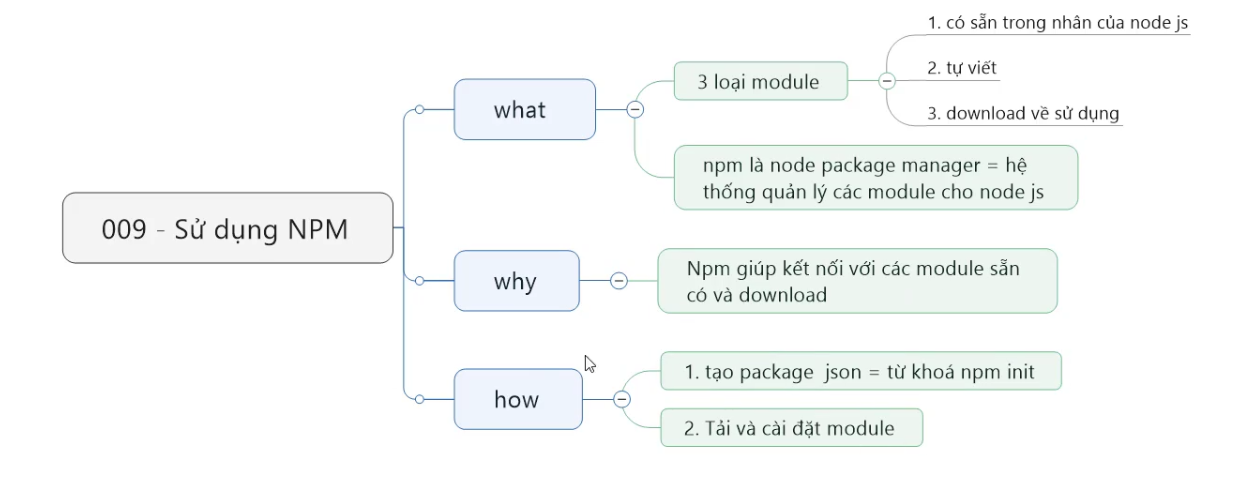 009 - Sử dụng NPM
what
3 loại module
1. có sẵn trong nhân của node js
2. tự viết
3. download về sử dụng
npm là node package manager = hệ
thống quản lý các module cho node js
why
Npm giúp kết nối với các module sẵn
có và download
how
1. tạo package  json = từ khoá npm init
2. Tải và cài đặt module